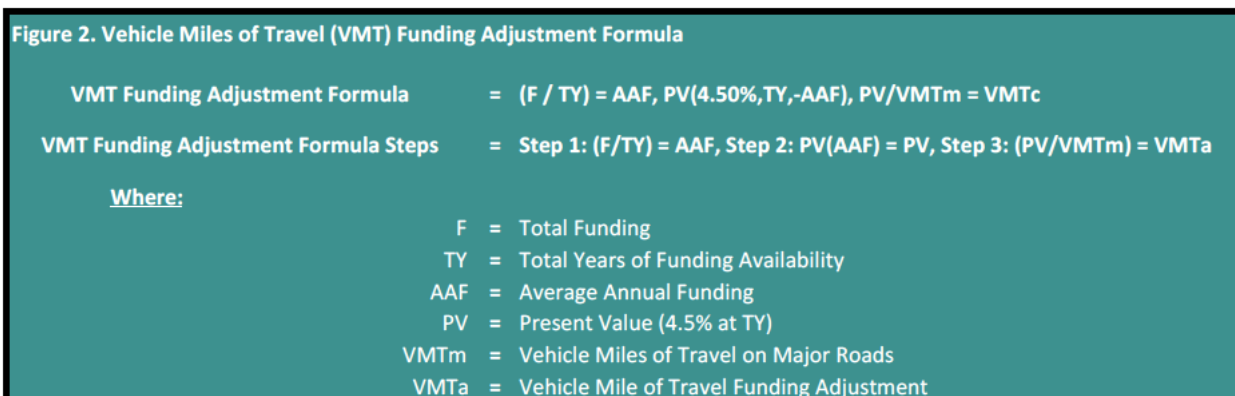 Figure 2. Vehicle Miles of Travel (VMT) Funding Adjustment Formula
VMT Funding Adjustment Formula = (F / TY) = AAF, PV(4.50%,TY,-AAF), PV/VMTm = VMTc
VMT Funding Adjustment Formula Steps = Step 1: (F/TY) = AAF, Step 2: PV(AAF) = PV, Step 3: (PV/VMTm) = VMTa
Where:
F = Total Funding
TY = Total Years of Funding Availability
AAF = Average Annual Funding
PV = Present Value (4.5% at TY)
VMTm = Vehicle Miles of Travel on Major Roads
VMTa = Vehicle Mile of Travel Funding Adjustment